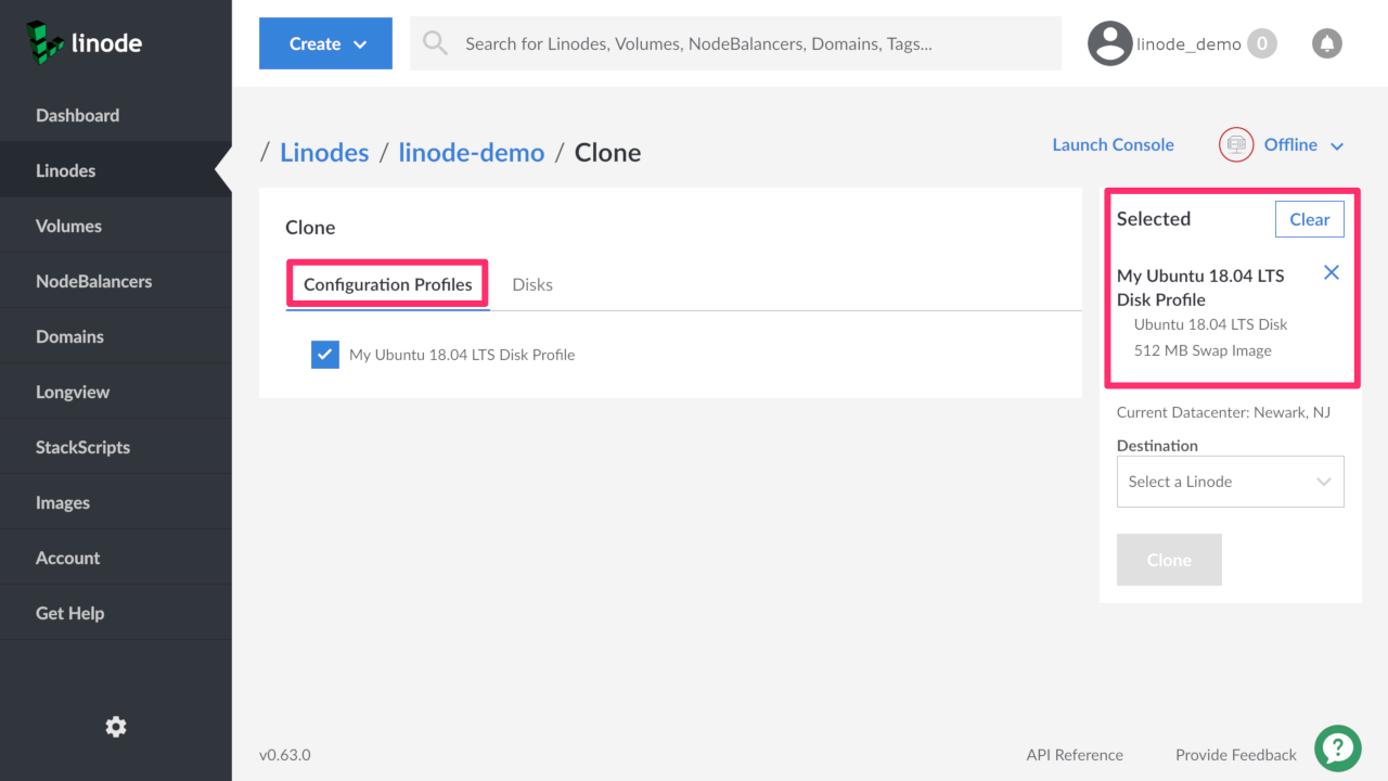 linode
Create
Search for Linodes, Volumes, NodeBalancers, Domains, Tags...
linode_demo 0
Dashboard
Linodes
Volumes
NodeBalancers
Domains
Longview
StackScripts
Images
Account
Get Help
/ Linodes / linode-demo / Clone
Launch Console
Offline
Clone
Configuration Profiles
Disks
My Ubuntu 18.04 LTS Disk Profile
Selected
Clear
My Ubuntu 18.04 LTS
Disk Profile
Ubuntu 18.04 LTS Disk
512 MB Swap Image
Current Datacenter: Newark, NJ
Destination
Select a Linode
Clone
v0.63.0
API Reference
Provide Feedback
?